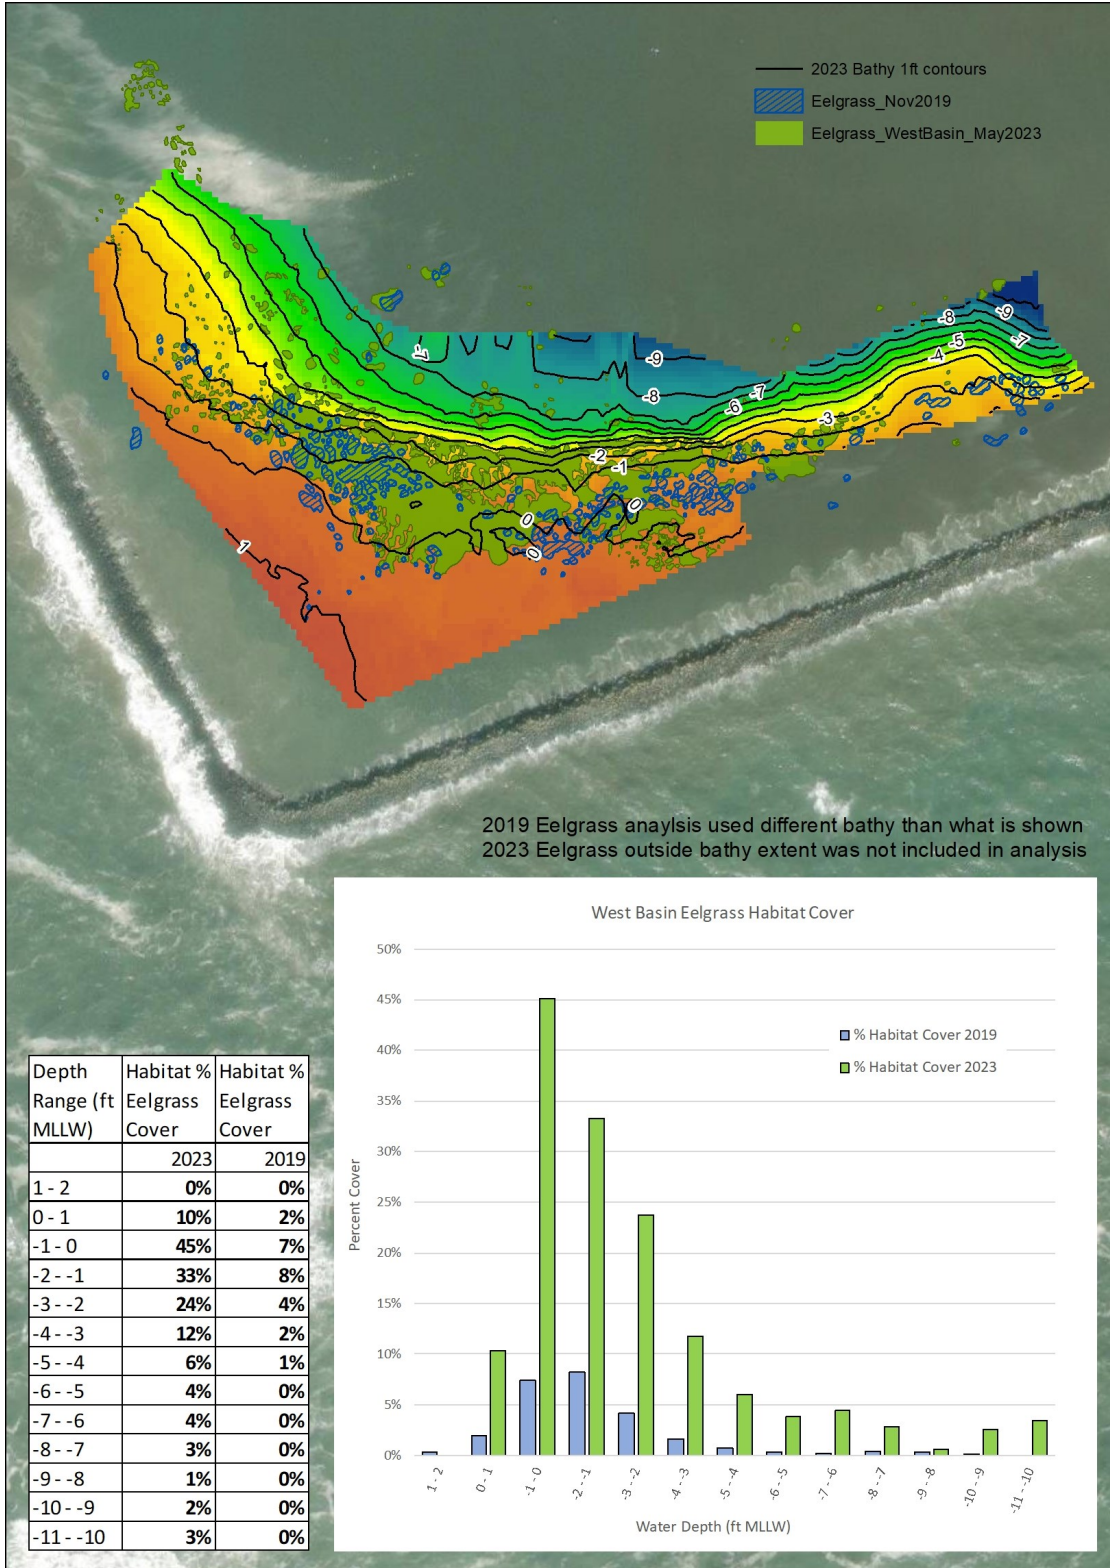 2023 Bathy 1ft contours
Eelgrass_Nov2019
Eelgrass_WestBasin_May2023
-7
-9
-8
-7
-6
-8
-9
-7
-5
-4
-3
-2
-1
0
0
0
1
2019 Eelgrass anaylsis used different bathy than what is shown
2023 Eelgrass outside bathy extent was not included in analysis
West Basin Eelgrass Habitat Cover
50%
45%
40%
35%
30%
25%
20%
15%
10%
5%
0%
Percent Cover
% Habitat Cover 2019
% Habitat Cover 2023
1 - 2
0 - 1
-1 - 0
-2 - -1
-3 - -2
-4 - -3
-5 - -4
-6 - -5
-7 - -6
-8 - -7
-9 - -8
-10 - -9
-11 - -10
Water Depth (ft MLLW)
Depth Range (ft MLLW) Habitat % Eelgrass Cover Habitat % Eelgrass Cover
2023 2019
1 - 2 0% 0%
0 - 1 10% 2%
-1 - 0 45% 7%
-2 - -1 33% 8%
-3 - -2 24% 4%
-4 - -3 12% 2%
-5 - -4 6% 1%
-6 - -5 4% 0%
-7 - -6 4% 0%
-8 - -7 3% 0%
-9 - -8 1% 0%
-10 - -9 2% 0%
-11 - -10 3% 0%